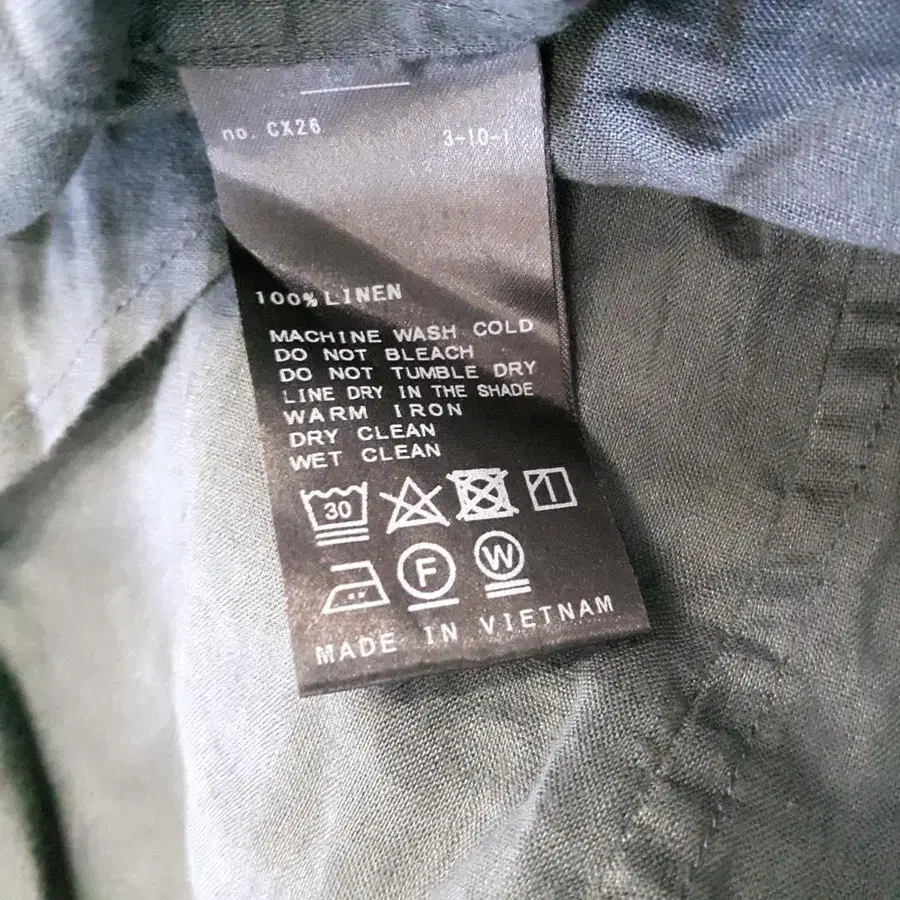 no. CX26 3-10-1
100% LINEN
MACHINE WASH COLD
DO NOT BLEACH
DO NOT TUMBLE DRY
LINE DRY IN THE SHADE
WARM IRON
DRY CLEAN
WET CLEAN
30
F W
MADE IN VIETNAM